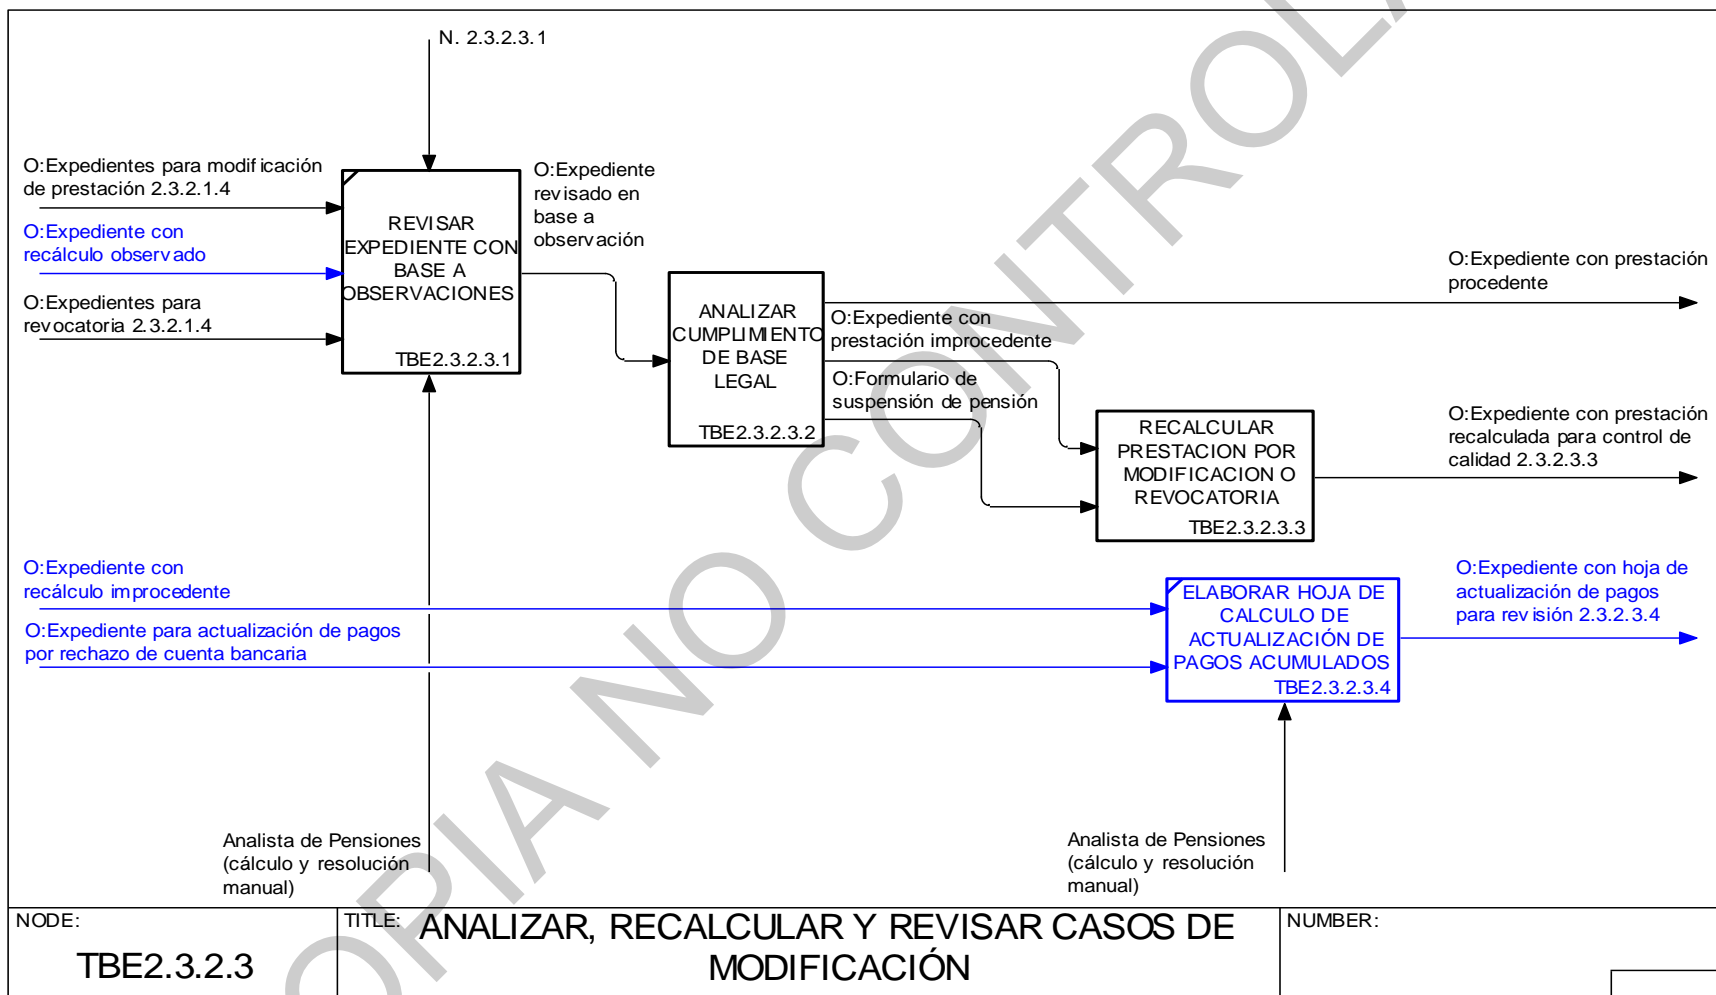 N. 2.3.2.3.1
O:Expedientes para modificación
de prestación 2.3.2.1.4
O:Expediente con
recálculo observado
O:Expedientes para
revocatoria 2.3.2.1.4
REVISAR
EXPEDIENTE CON
BASE A
OBSERVACIONES
TBE2.3.2.3.1
O:Expediente
revisado en
base a
observación
ANALIZAR
CUMPLIMIENTO
DE BASE
LEGAL
TBE2.3.2.3.2
O:Expediente con prestación
procedente
O:Expediente con
prestación improcedente
O:Formulario de
suspensión de pensión
RECALCULAR
PRESTACION POR
MODIFICACION O
REVOCATORIA
TBE2.3.2.3.3
O:Expediente con prestación
recalculada para control de
calidad 2.3.2.3.3
O:Expediente con
recálculo improcedente
O:Expediente para actualización de pagos
por rechazo de cuenta bancaria
ELABORAR HOJA DE
CALCULO DE
ACTUALIZACIÓN DE
PAGOS ACUMULADOS
TBE2.3.2.3.4
O:Expediente con hoja de
actualización de pagos
para revisión 2.3.2.3.4
Analista de Pensiones
(cálculo y resolución
manual)
Analista de Pensiones
(cálculo y resolución
manual)
NODE:
TBE2.3.2.3
TITLE:
ANALIZAR, RECALCULAR Y REVISAR CASOS DE
MODIFICACIÓN
NUMBER:
OPIA NO CONTROLA